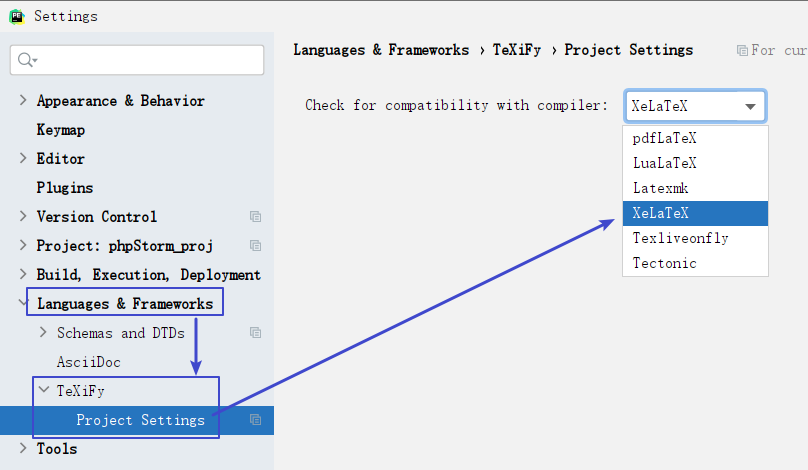 PE Settings
Languages & Frameworks › TeXiFy › Project Settings For cur
Check for compatibility with compiler: XeLaTeX
pdfLaTeX
LuaLaTeX
Latexmk
XeLaTeX
Texliveonfly
Tectonic
Appearance & Behavior
Keymap
Editor
Plugins
Version Control
Project: phpStorm_proj
Build, Execution, Deployment
Languages & Frameworks
Schemas and DTDs
AsciiDoc
TeXiFy
Project Settings
Tools